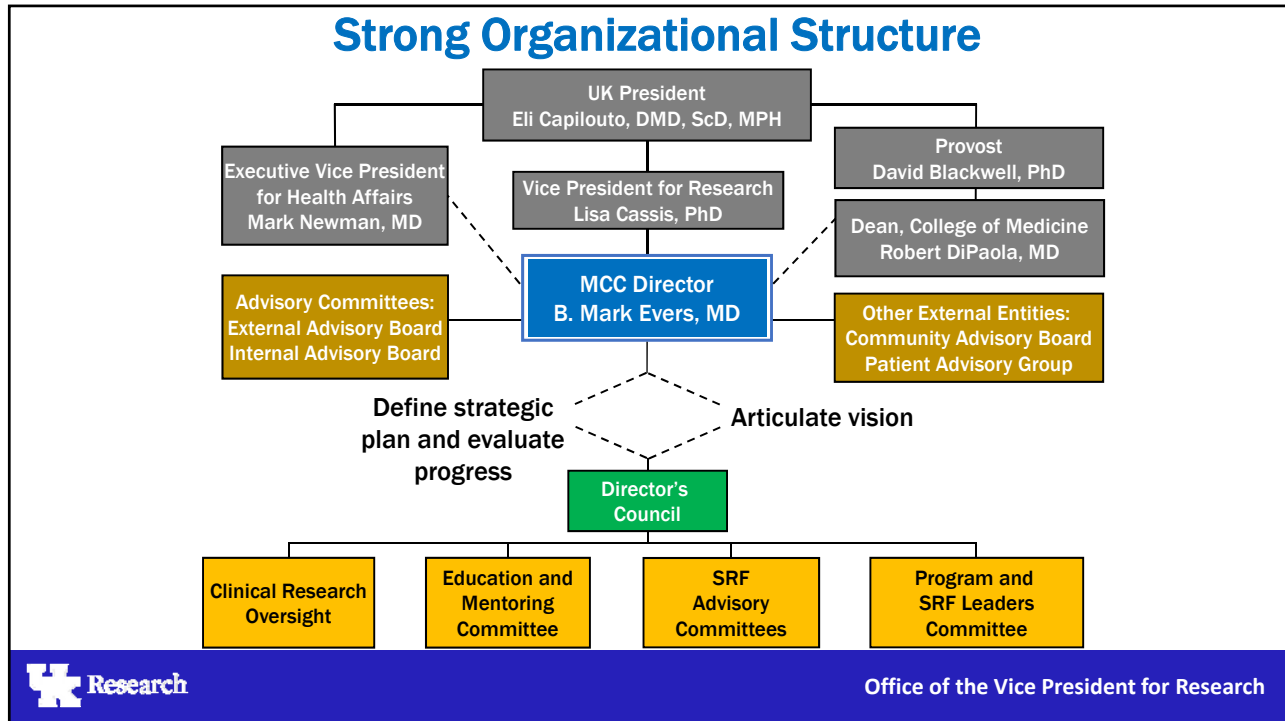 Strong Organizational Structure
UK President
Eli Capilouto, DMD, ScD, MPH
Executive Vice President
for Health Affairs
Mark Newman, MD
Vice President for Research
Lisa Cassis, PhD
Provost
David Blackwell, PhD
Dean, College of Medicine
Robert DiPaola, MD
MCC Director
B. Mark Evers, MD
Advisory Committees:
External Advisory Board
Internal Advisory Board
Other External Entities:
Community Advisory Board
Patient Advisory Group
Define strategic
plan and evaluate
progress
Articulate vision
Director's
Council
Clinical Research
Oversight
Education and
Mentoring
Committee
SRF
Advisory
Committees
Program and
SRF Leaders
Committee
UK Research
Office of the Vice President for Research